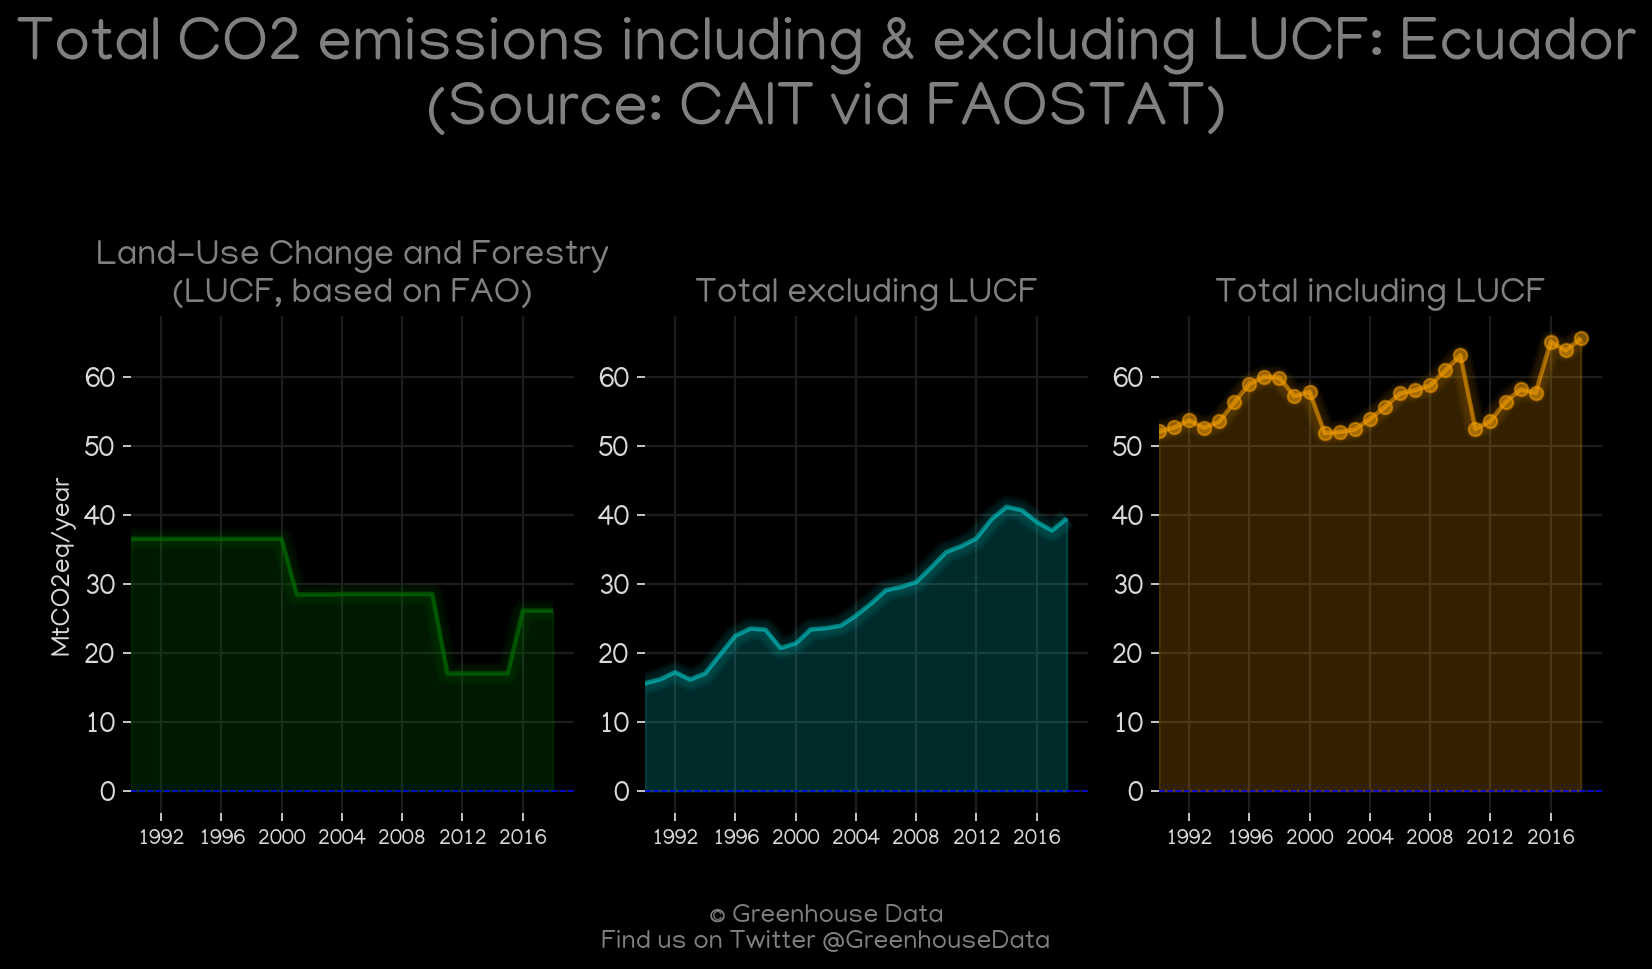 Total CO2 emissions including & excluding LUCF: Ecuador
(Source: CAIT via FAOSTAT)
Land-Use Change and Forestry
(LUCF, based on FAO)
Total excluding LUCF
Total including LUCF
MtCO2eq/year
60
50
40
30
20
10
0
1992 1996 2000 2004 2008 2012 2016
60
50
40
30
20
10
0
1992 1996 2000 2004 2008 2012 2016
60
50
40
30
20
10
0
1992 1996 2000 2004 2008 2012 2016
© Greenhouse Data
Find us on Twitter @GreenhouseData